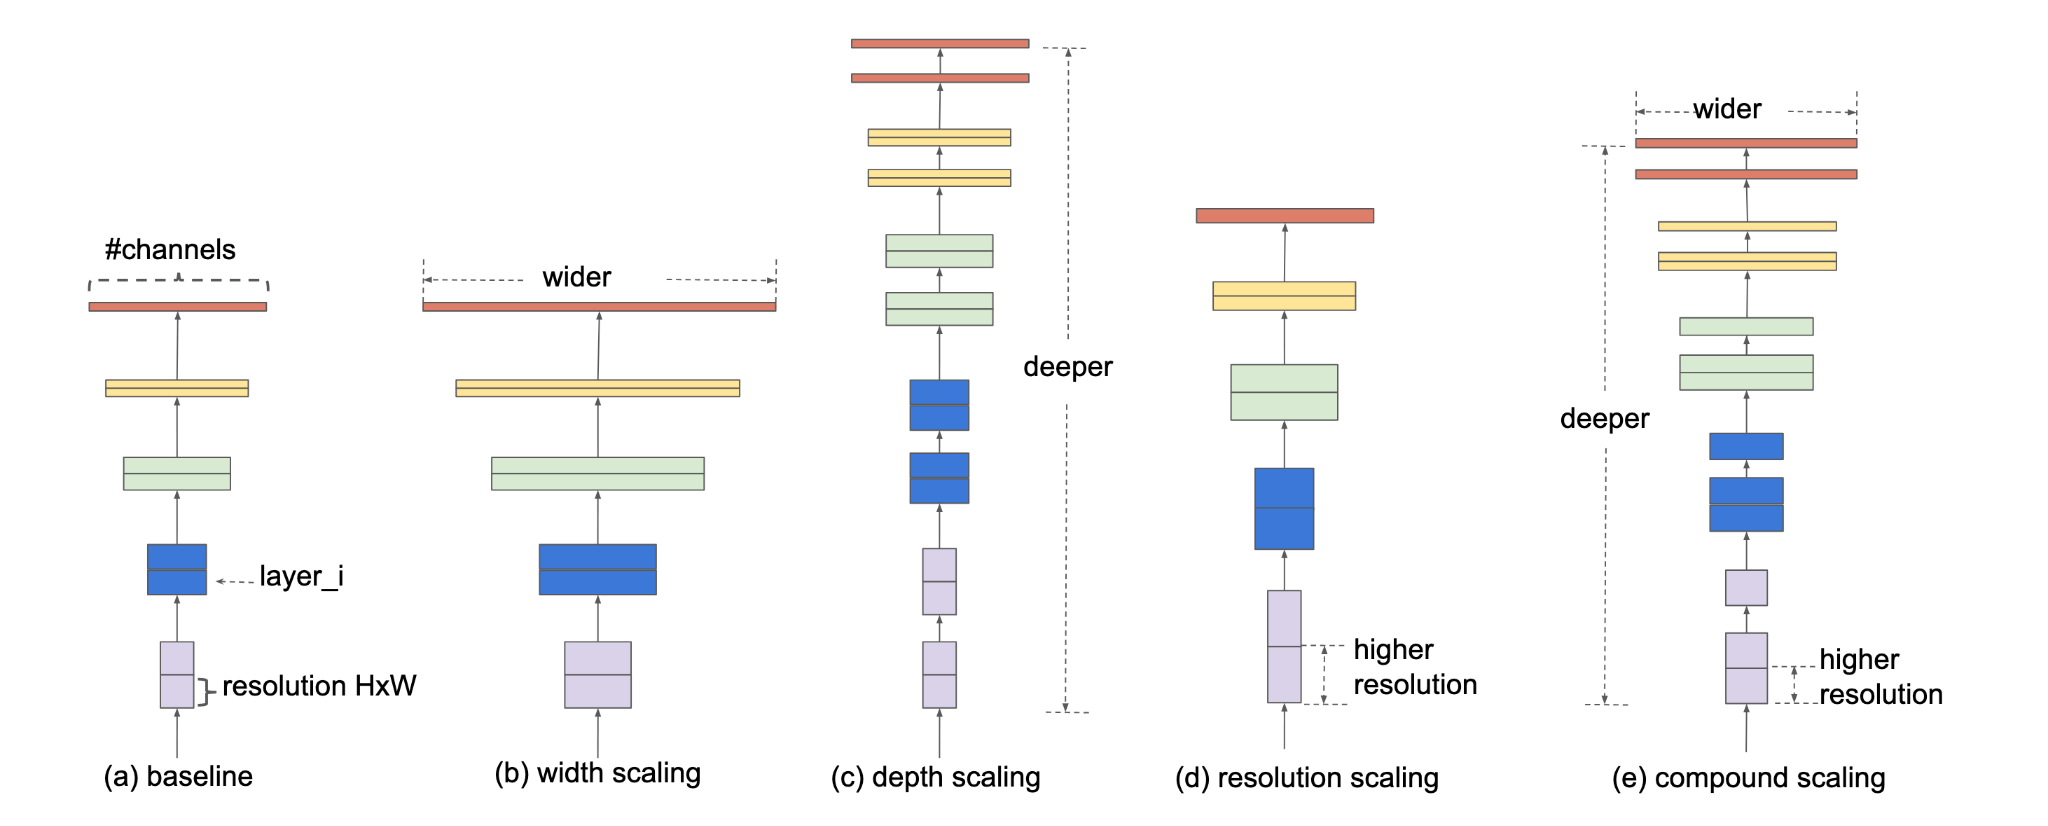 #channels
layer_i
resolution HxW
(a) baseline
wider
(b) width scaling
deeper
(c) depth scaling
higher
resolution
(d) resolution scaling
wider
deeper
higher
resolution
(e) compound scaling